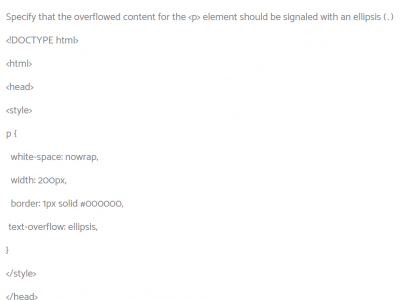 Specify that the overflowed content for the <p> element should be signaled with an ellipsis (.)
<!DOCTYPE html>
<html>
<head>
<style>
p {
white-space: nowrap,
width: 200px,
border: 1px solid #000000,
text-overflow: ellipsis,
}
</style>
</head>